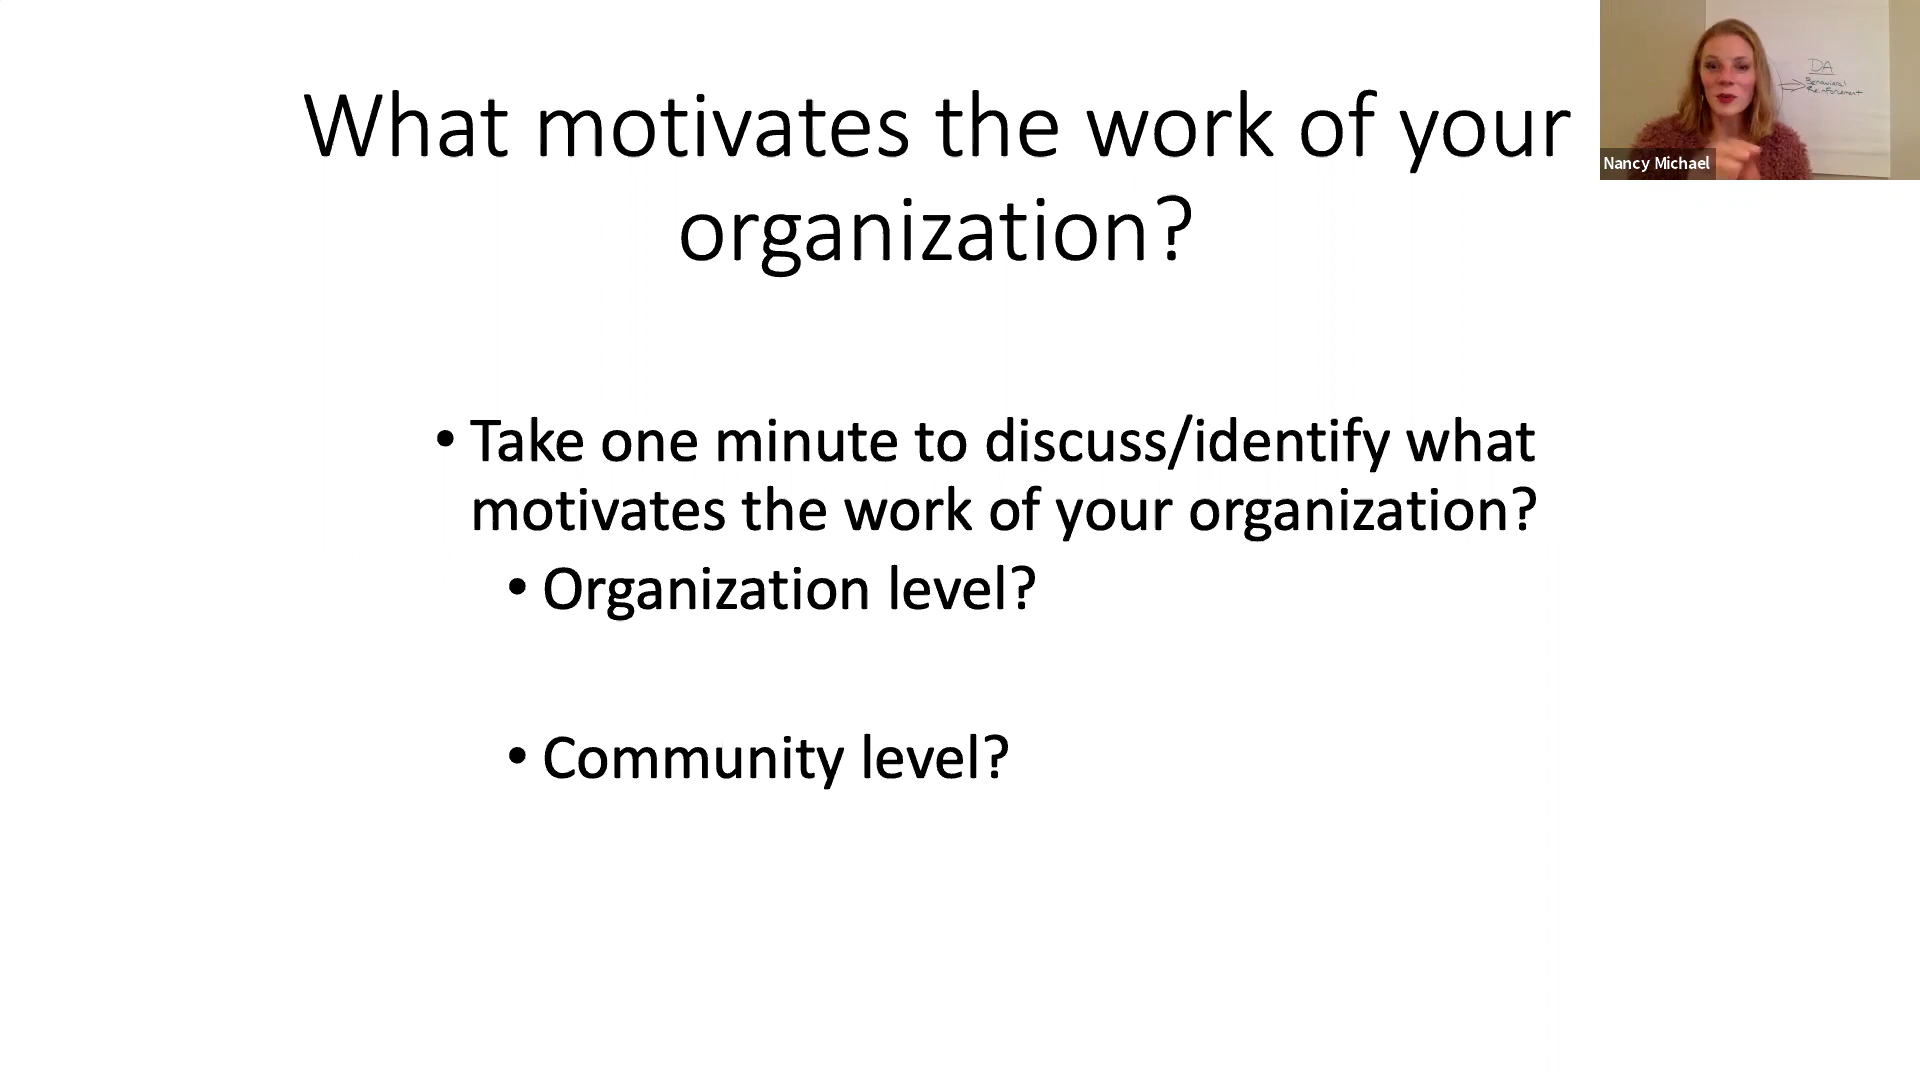 What motivates the work of your
organization?
• Take one minute to discuss/identify what
motivates the work of your organization?
• Organization level?
• Community level?
Nancy Michael
DA
Behavioral
Reinforcement